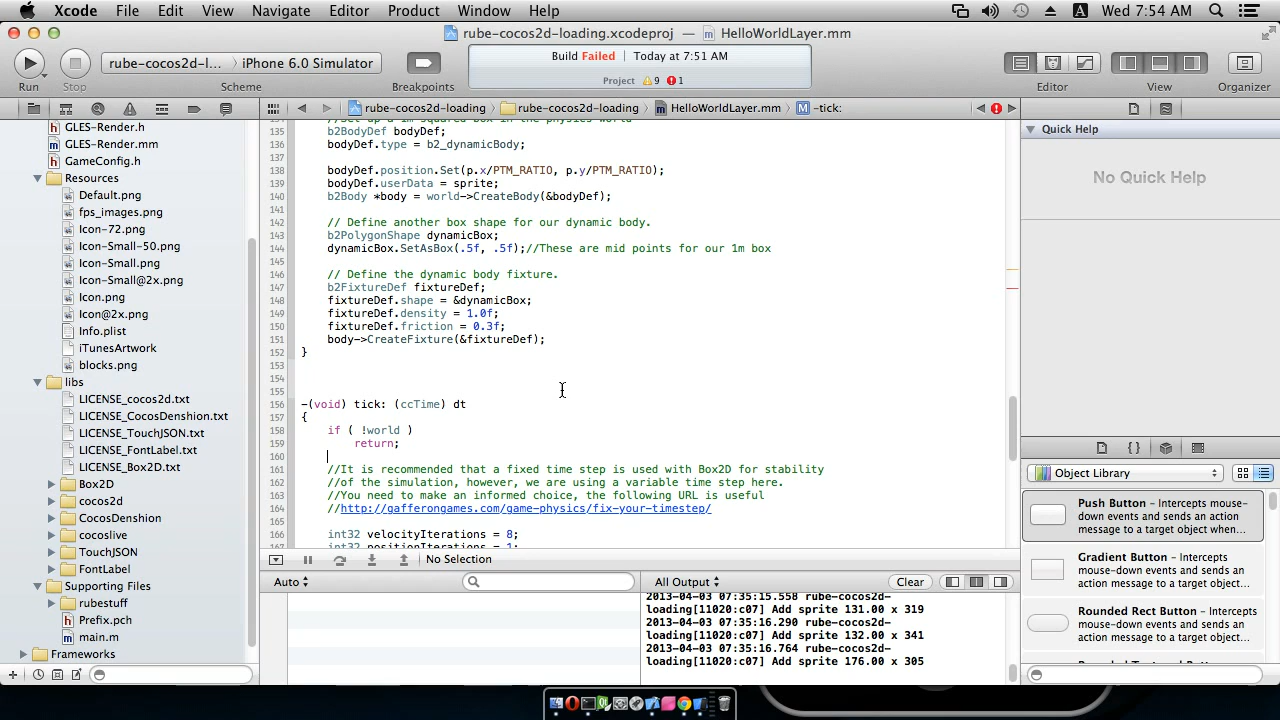 Xcode File Edit View Navigate Editor Product Window Help Wed 7:54 AM
rube-cocos2d-loading.xcodeproj — HelloWorldLayer.mm
rube-cocos2d-l... iPhone 6.0 Simulator
Build Failed | Today at 7:51 AM
Project 9 1
Run Stop Scheme Breakpoints Editor View Organizer
rube-cocos2d-loading rube-cocos2d-loading HelloWorldLayer.mm M -tick:
GLES-Render.h
GLES-Render.mm
GameConfig.h
Resources
Default.png
fps_images.png
Icon-72.png
Icon-Small-50.png
Icon-Small.png
Icon-Small@2x.png
Icon.png
Icon@2x.png
Info.plist
iTunesArtwork
blocks.png
libs
LICENSE_cocos2d.txt
LICENSE_CocosDenshion.txt
LICENSE_TouchJSON.txt
LICENSE_FontLabel.txt
LICENSE_Box2D.txt
Box2D
cocos2d
CocosDenshion
cocoslive
TouchJSON
FontLabel
Supporting Files
rubestuff
Prefix.pch
main.m
Frameworks
134 //Set up a 1m squared box in the physics world
135 b2BodyDef bodyDef;
136 bodyDef.type = b2_dynamicBody;
137
138 bodyDef.position.Set(p.x/PTM_RATIO, p.y/PTM_RATIO);
139 bodyDef.userData = sprite;
140 b2Body *body = world->CreateBody(&bodyDef);
141
142 // Define another box shape for our dynamic body.
143 b2PolygonShape dynamicBox;
144 dynamicBox.SetAsBox(.5f, .5f);//These are mid points for our 1m box
145
146 // Define the dynamic body fixture.
147 b2FixtureDef fixtureDef;
148 fixtureDef.shape = &dynamicBox;
149 fixtureDef.density = 1.0f;
150 fixtureDef.friction = 0.3f;
151 body->CreateFixture(&fixtureDef);
152 }
153
154
155
156 -(void) tick: (ccTime) dt
157 {
158 if ( !world )
159 return;
160
161 //It is recommended that a fixed time step is used with Box2D for stability
162 //of the simulation, however, we are using a variable time step here.
163 //You need to make an informed choice, the following URL is useful
164 //http://gafferongames.com/game-physics/fix-your-timestep/
165
166 int32 velocityIterations = 8;
167 int32 positionIterations = 1;
No Selection
Auto All Output Clear
2013-04-03 07:35:15.558 rube-cocos2d-
loading[11020:c07] Add sprite 131.00 x 319
2013-04-03 07:35:16.290 rube-cocos2d-
loading[11020:c07] Add sprite 132.00 x 341
2013-04-03 07:35:16.764 rube-cocos2d-
loading[11020:c07] Add sprite 176.00 x 305
Quick Help
No Quick Help
Object Library
Push Button – Intercepts mouse-
down events and sends an action
message to a target object when...
Gradient Button – Intercepts
mouse-down events and sends an
action message to a target object...
Rounded Rect Button – Intercepts
mouse-down events and sends an
action message to a target object...